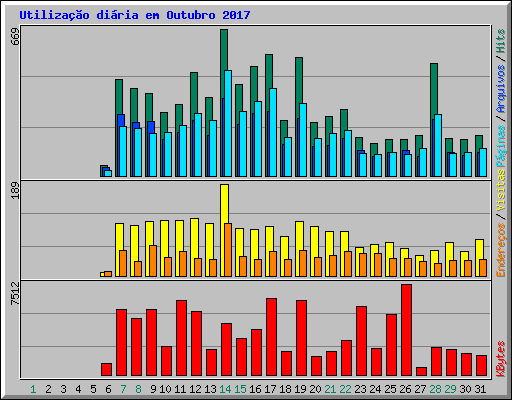 Utilização diária em Outubro 2017
669
189
7512
Endereços / Visitas
Páginas / Arquivos / Hits
KBytes
1 2 3 4 5 6 7 8 9 10 11 12 13 14 15 16 17 18 19 20 21 22 23 24 25 26 27 28 29 30 31